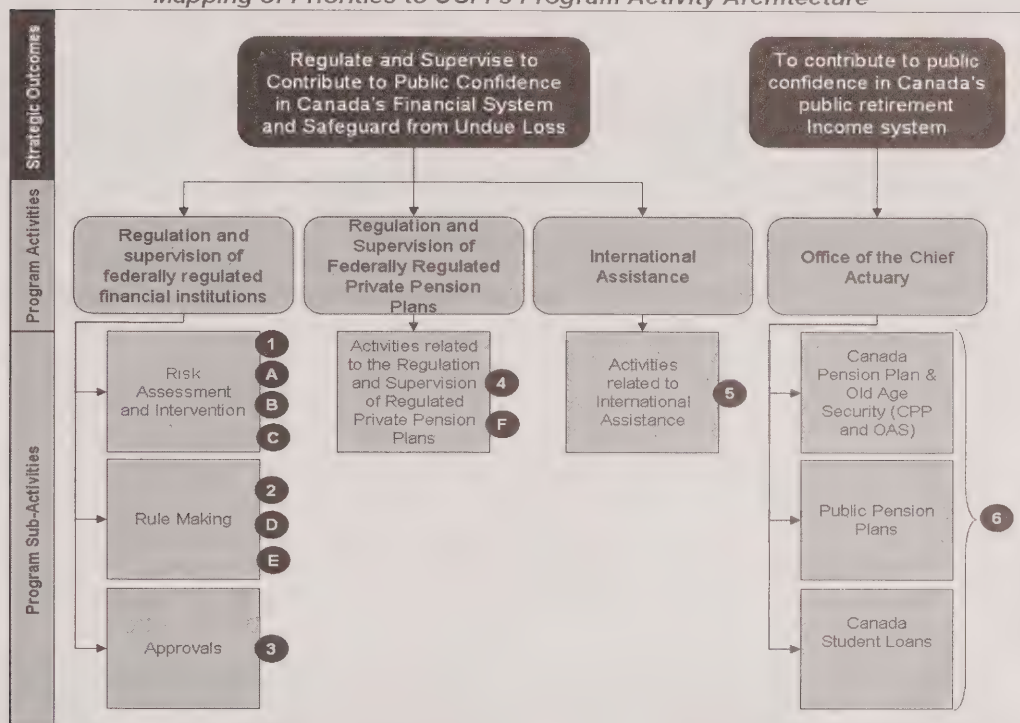 Mapping of Priorities to OSFI's Program Activity Architecture
Strategic Outcomes
Regulate and Supervise to
Contribute to Public Confidence
in Canada's Financial System
and Safeguard from Undue Loss
To contribute to public
confidence in Canada's
public retirement
Income system
Program Activities
Regulation and
supervision of
federally regulated
financial institutions
Regulation and
Supervision of
Federally Regulated
Private Pension
Plans
International
Assistance
Office of the Chief
Actuary
Program Sub-Activities
Risk
Assessment
and Intervention
1
A
B
C
Activities related
to the Regulation
and Supervision
of Regulated
Private Pension
Plans
4
F
Activities
related to
International
Assistance
5
Canada
Pension Plan &
Old Age
Security (CPP
and OAS)
Rule Making
2
D
E
Public Pension
Plans
6
Approvals
3
Canada
Student Loans